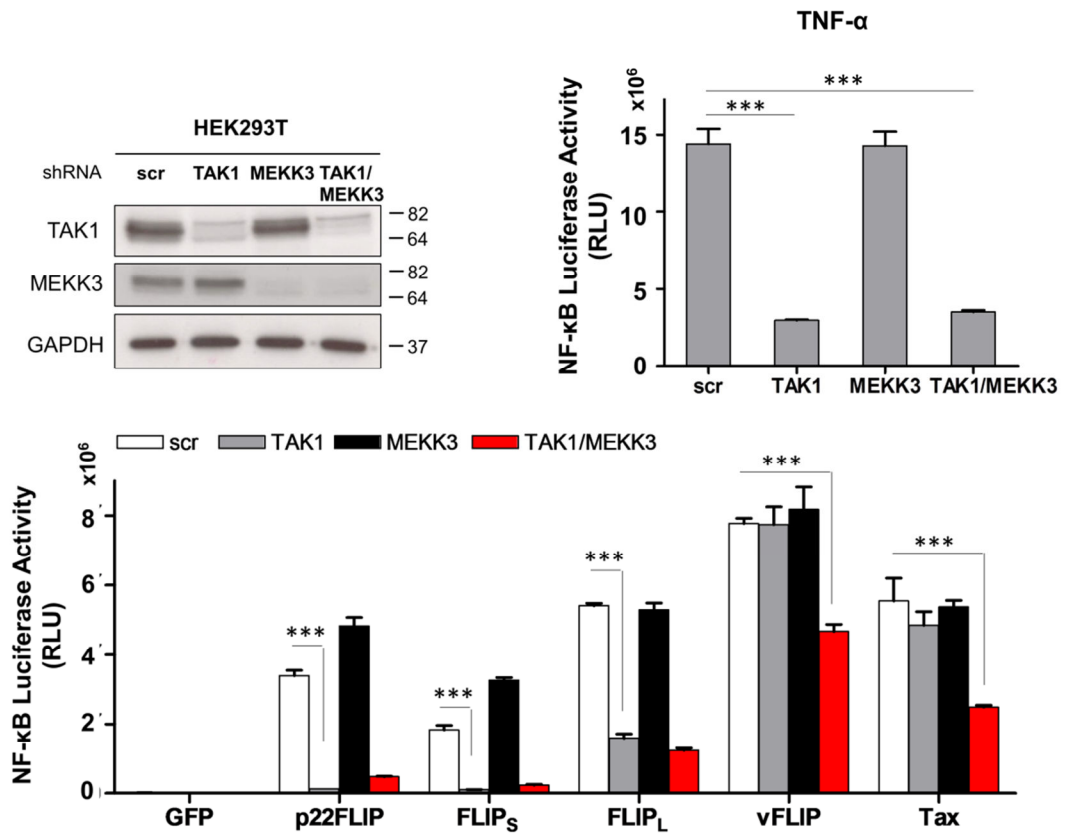 HEK293T
shRNA scr TAK1 MEKK3 TAK1/
MEKK3
TAK1 82
64
MEKK3 82
64
GAPDH 37
TNF-α
x10⁶
NF-κB Luciferase Activity
(RLU)
***
***
15
10
5
0
scr TAK1 MEKK3 TAK1/MEKK3
scr TAK1 MEKK3 TAK1/MEKK3
x10⁶
NF-κB Luciferase Activity
(RLU)
8
6
4
2
0
***
***
***
***
***
GFP p22FLIP FLIPS FLIPL vFLIP Tax